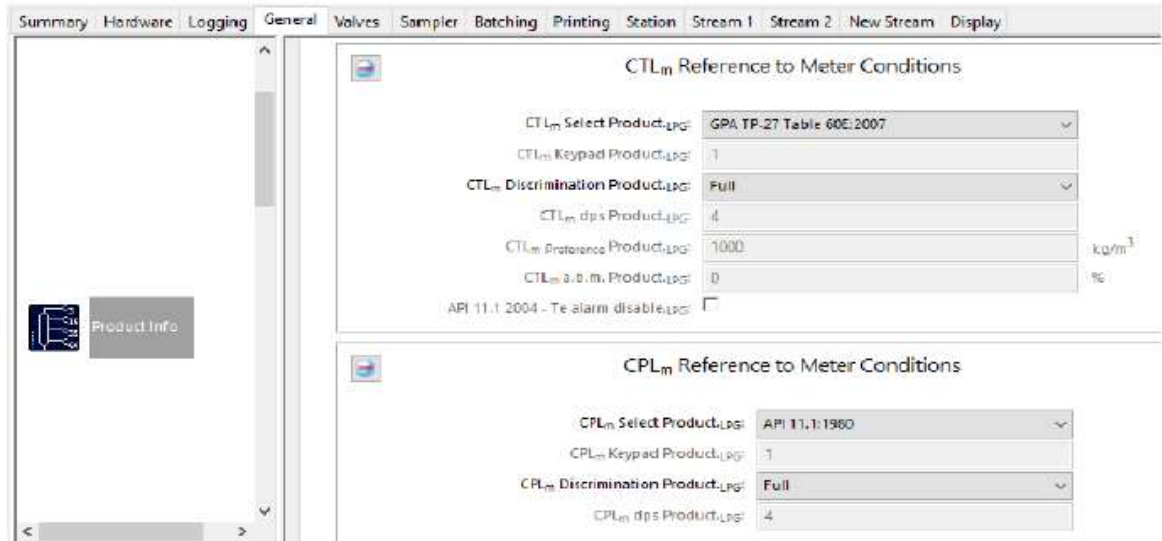 Summary Hardware Logging General Valves Sampler Batching Printing Station Stream 1 Stream 2 New Stream Display
Product Info
CTLm Reference to Meter Conditions
CTLm Select Product.LPG: GPA TP-27 Table 60E:2007
CTLm Keypad Product.LPG: 1
CTLm Discrimination Product.LPG: Full
CTLm dps Product.LPG: 4
CTLm Dreference Product.LPG: 1000 kg/m3
CTLm a.b.m. Product.LPG: 0 %
API 11.1 2004 - Te alarm disable.LPG:
CPLm Reference to Meter Conditions
CPLm Select Product.LPG: API 11.1:1980
CPLm Keypad Product.LPG: 1
CPLm Discrimination Product.LPG: Full
CPLm dps Product.LPG: 4